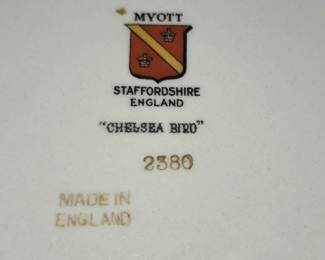 MYOTT
STAFFORDSHIRE
ENGLAND
"CHELSEA BIRD"
2380
MADE IN
ENGLAND